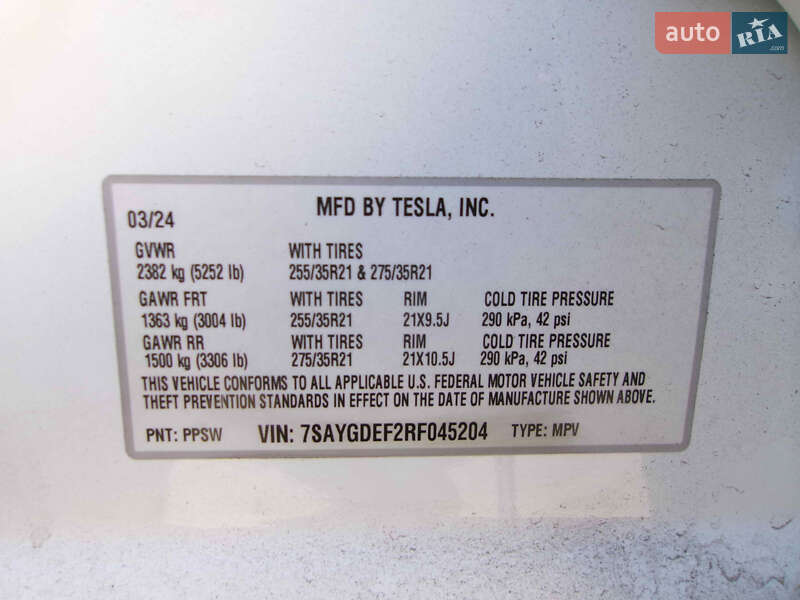 auto RIA .com
MFD BY TESLA, INC.
03/24
GVWR WITH TIRES
2382 kg (5252 lb) 255/35R21 & 275/35R21
GAWR FRT WITH TIRES RIM COLD TIRE PRESSURE
1363 kg (3004 lb) 255/35R21 21X9.5J 290 kPa, 42 psi
GAWR RR WITH TIRES RIM COLD TIRE PRESSURE
1500 kg (3306 lb) 275/35R21 21X10.5J 290 kPa, 42 psi
THIS VEHICLE CONFORMS TO ALL APPLICABLE U.S. FEDERAL MOTOR VEHICLE SAFETY AND
THEFT PREVENTION STANDARDS IN EFFECT ON THE DATE OF MANUFACTURE SHOWN ABOVE.
PNT: PPSW VIN: 7SAYGDEF2RF045204 TYPE: MPV